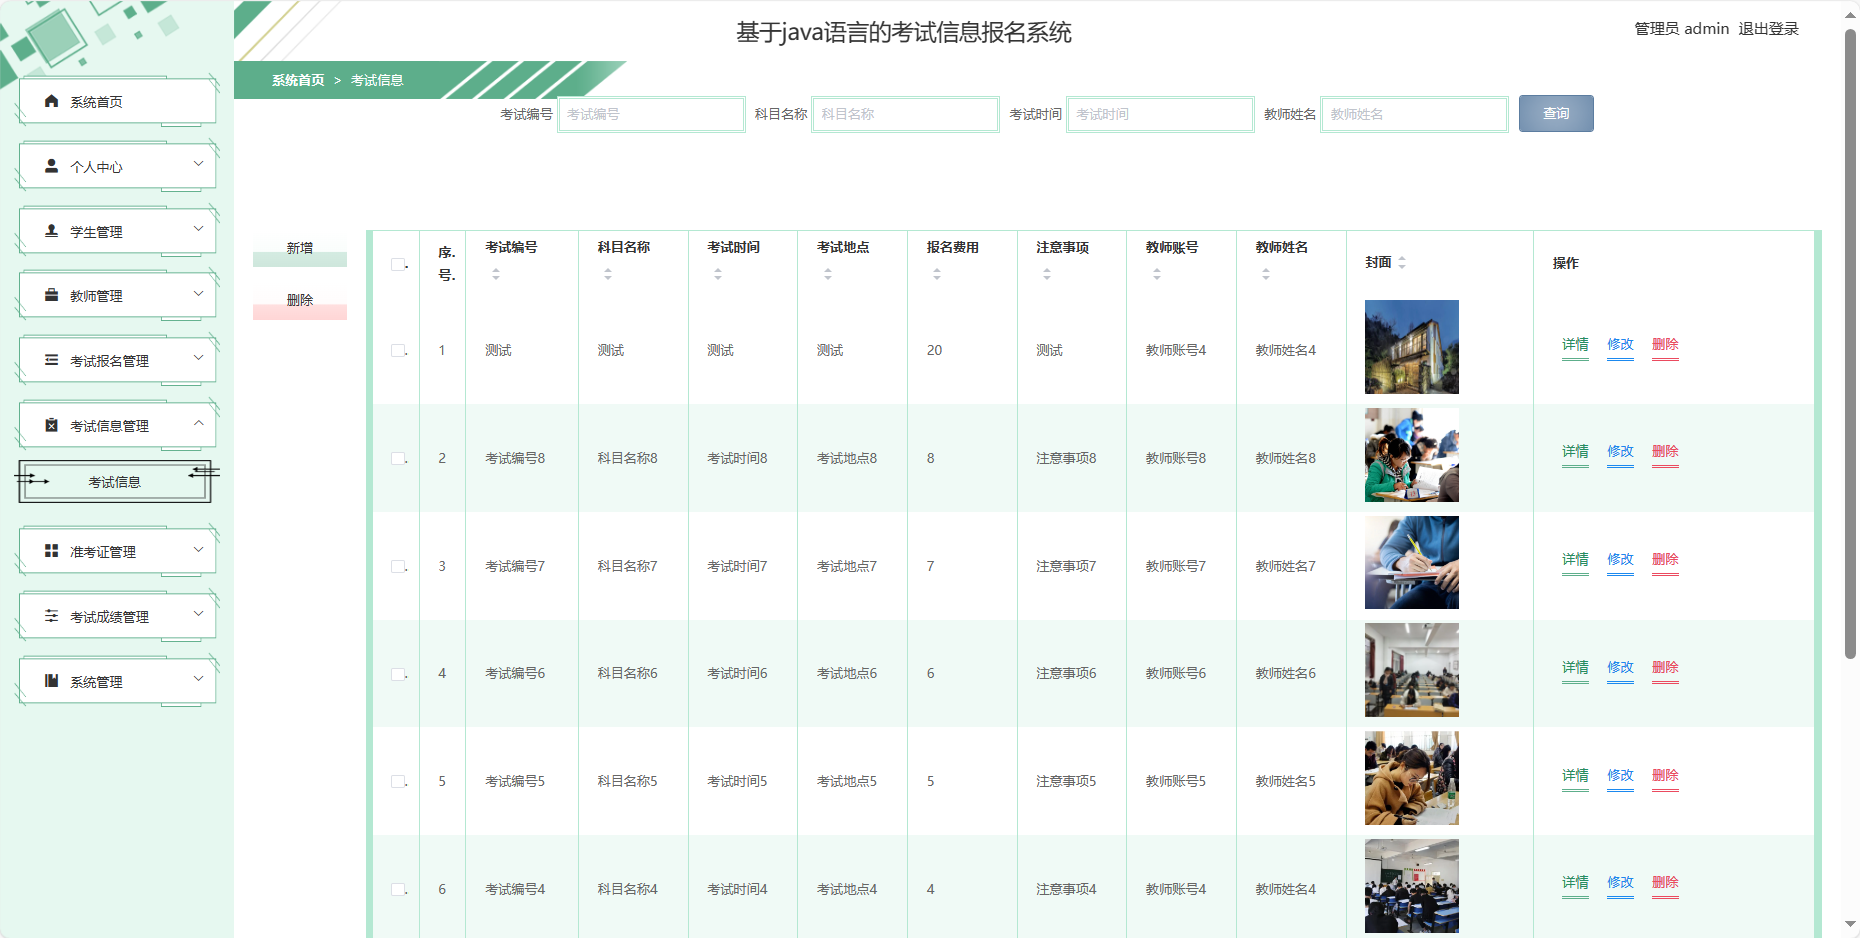 基于java语言的考试信息报名系统
管理员 admin 退出登录
系统首页 > 考试信息
考试编号 考试编号 科目名称 科目名称 考试时间 考试时间 教师姓名 教师姓名 查询
系统首页
个人中心
学生管理
教师管理
考试报名管理
考试信息管理
考试信息
准考证管理
考试成绩管理
系统管理
新增
删除
序号 考试编号 科目名称 考试时间 考试地点 报名费用 注意事项 教师账号 教师姓名 封面 操作
1 测试 测试 测试 测试 20 测试 教师账号4 教师姓名4 详情 修改 删除
2 考试编号8 科目名称8 考试时间8 考试地点8 8 注意事项8 教师账号8 教师姓名8 详情 修改 删除
3 考试编号7 科目名称7 考试时间7 考试地点7 7 注意事项7 教师账号7 教师姓名7 详情 修改 删除
4 考试编号6 科目名称6 考试时间6 考试地点6 6 注意事项6 教师账号6 教师姓名6 详情 修改 删除
5 考试编号5 科目名称5 考试时间5 考试地点5 5 注意事项5 教师账号5 教师姓名5 详情 修改 删除
6 考试编号4 科目名称4 考试时间4 考试地点4 4 注意事项4 教师账号4 教师姓名4 详情 修改 删除